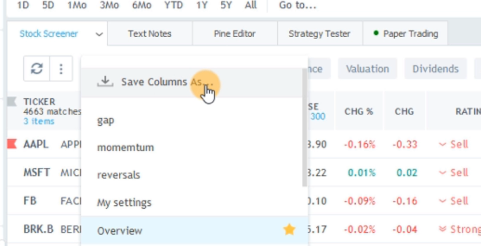 1D 5D 1Mo 3Mo 6Mo YTD 1Y 5Y All Go to...
Stock Screener Text Notes Pine Editor Strategy Tester Paper Trading
Save Columns As... nce Valuation Dividends
TICKER
4663 matches SE CHG % CHG RATIN
3 items 300
gap
AAPL APPL 3.90 -0.16% -0.33 Sell
momemtum
MSFT MIC 3.22 0.01% 0.02 Sell
reversals
FB FAC 0.10 -0.09% -0.16 Sell
My settings
BRK.B BER 5.17 -0.02% -0.04 Strong
Overview